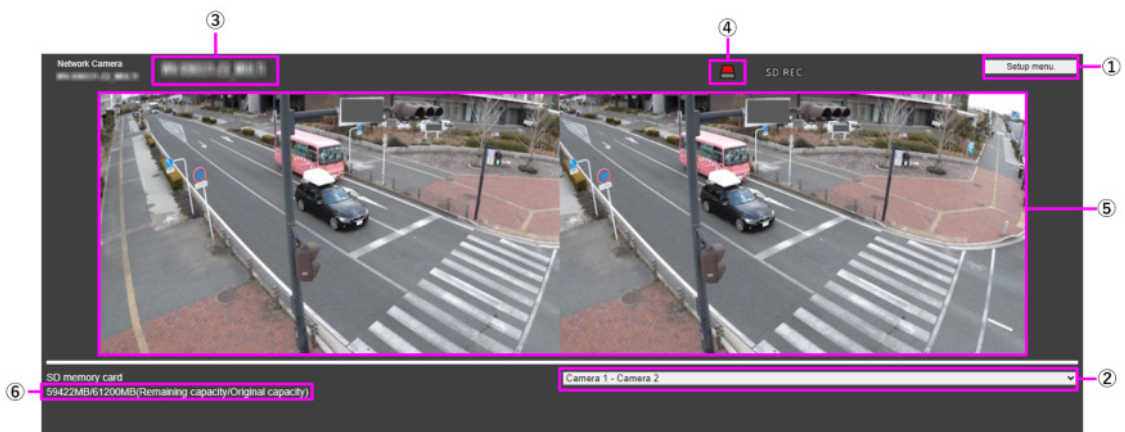 ③
④
Network Camera
SD REC
Setup menu.
①
⑤
SD memory card
Camera 1 - Camera 2
②
⑥
59422MB/61200MB(Remaining capacity/Original capacity)